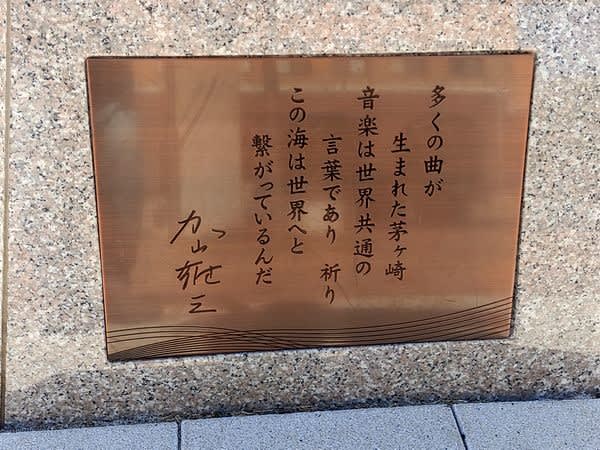 多くの曲が
生まれた茅ヶ崎
音楽は世界共通の
言葉であり 祈り
この海は世界へと
繋がっているんだ
加山雄三